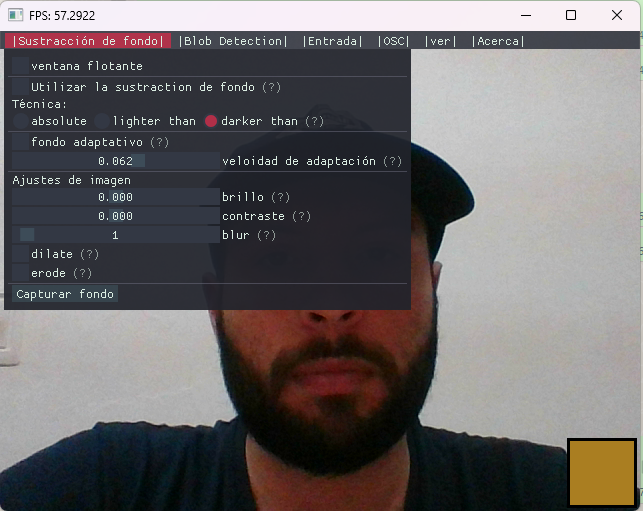 FPS: 57.2922
|Sustracción de fondo| |Blob Detection| |Entrada| |OSC| |ver| |Acerca|
ventana flotante
Utilizar la sustraction de fondo (?)
Técnica:
absolute lighter than darker than (?)
fondo adaptativo (?)
0.062 veloidad de adaptación (?)
Ajustes de imagen
0.000 brillo (?)
0.000 contraste (?)
1 blur (?)
dilate (?)
erode (?)
Capturar fondo